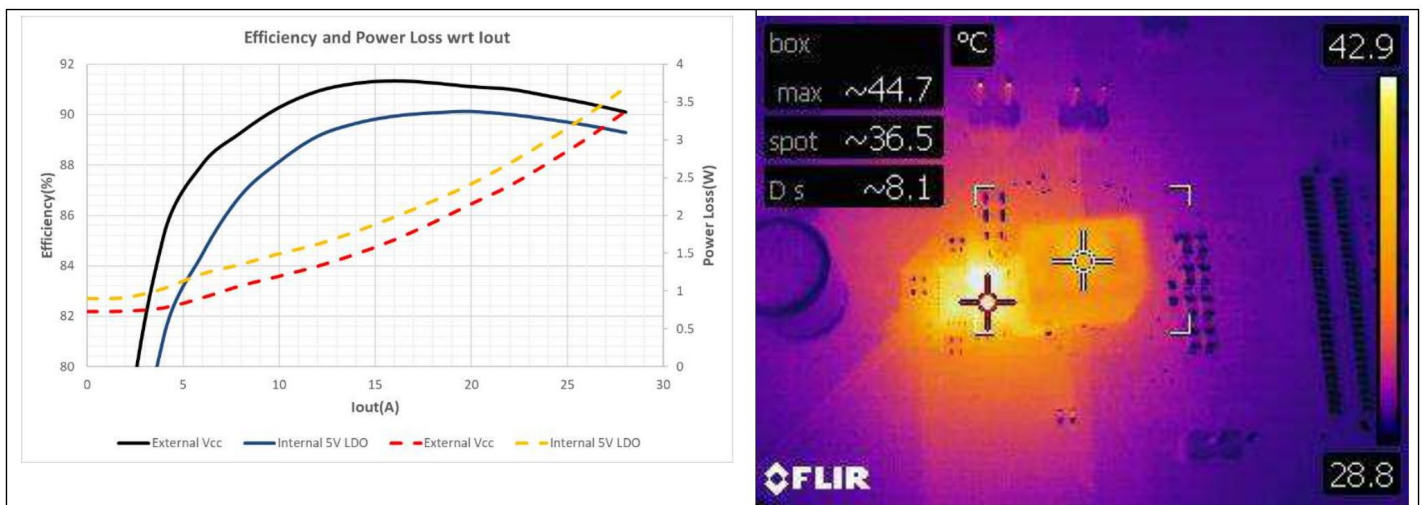 Efficiency and Power Loss wrt Iout
92
90
88
86
84
82
80
Efficiency(%)
4
3.5
3
2.5
2
1.5
1
0.5
0
Power Loss(W)
0 5 10 15 20 25 30
Iout(A)
External Vcc Internal 5V LDO External Vcc Internal 5V LDO
box °C 42.9
max ~44.7
spot ~36.5
D s ~8.1
FLIR 28.8